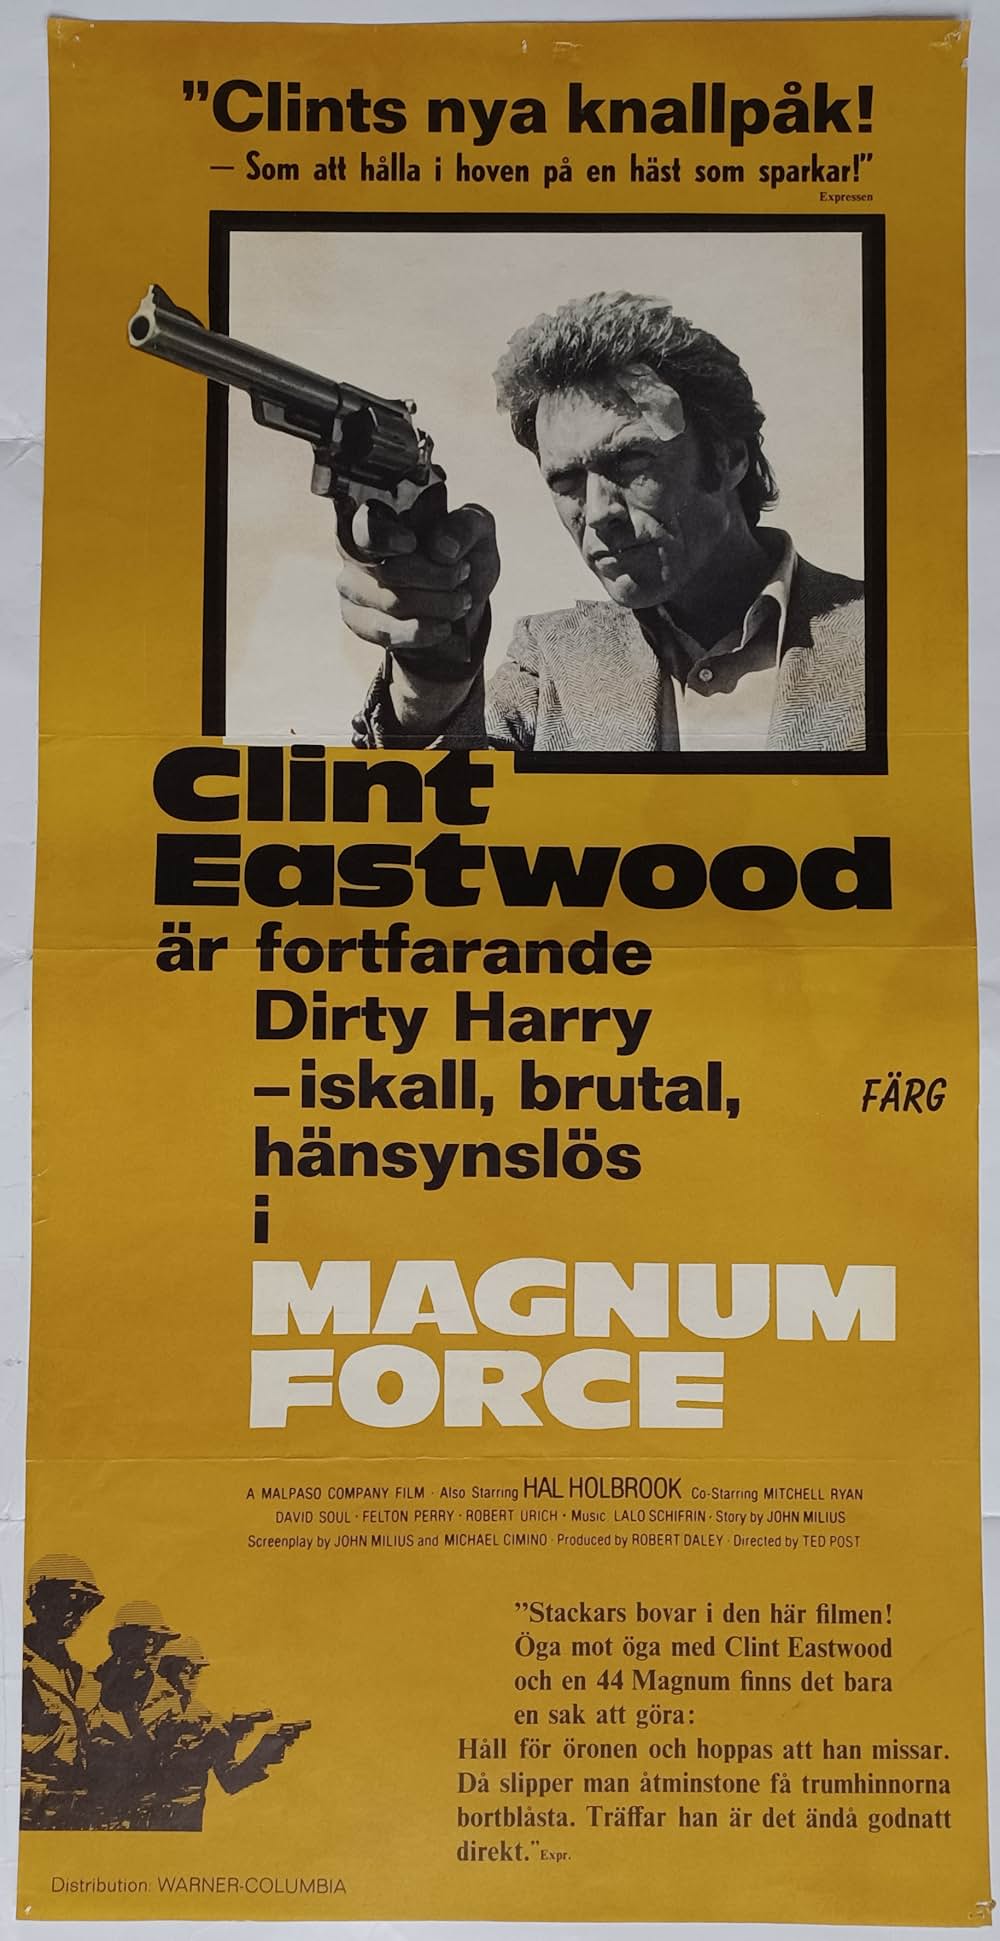 ”Clints nya knallpåk!
– Som att hålla i hoven på en häst som sparkar!”
Expressen
Clint
Eastwood
är fortfarande
Dirty Harry
– iskall, brutal,
FÄRG
hänsynslös
i
MAGNUM
FORCE
A MALPASO COMPANY FILM · Also Starring HAL HOLBROOK Co-Starring MITCHELL RYAN
DAVID SOUL · FELTON PERRY · ROBERT URICH · Music LALO SCHIFRIN · Story by JOHN MILIUS
Screenplay by JOHN MILIUS and MICHAEL CIMINO · Produced by ROBERT DALEY · Directed by TED POST
”Stackars bovar i den här filmen!
Öga mot öga med Clint Eastwood
och en 44 Magnum finns det bara
en sak att göra:
Håll för öronen och hoppas att han missar.
Då slipper man åtminstone få trumhinnorna
bortblåsta. Träffar han är det ändå godnatt
direkt.” Expr.
Distribution: WARNER-COLUMBIA